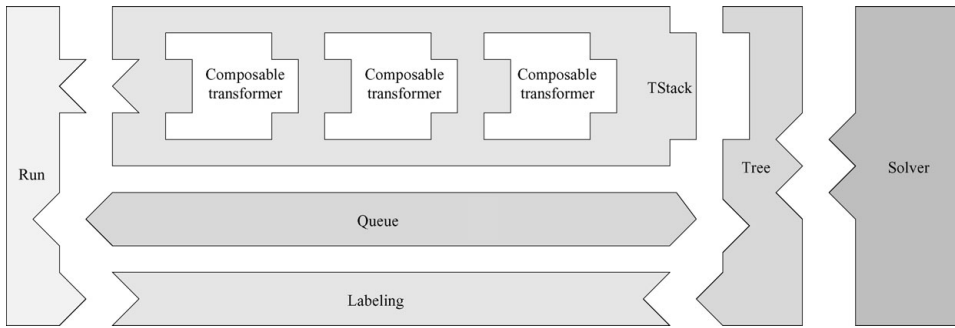 Composable
transformer
Composable
transformer
Composable
transformer
TStack
Run
Tree
Solver
Queue
Labeling